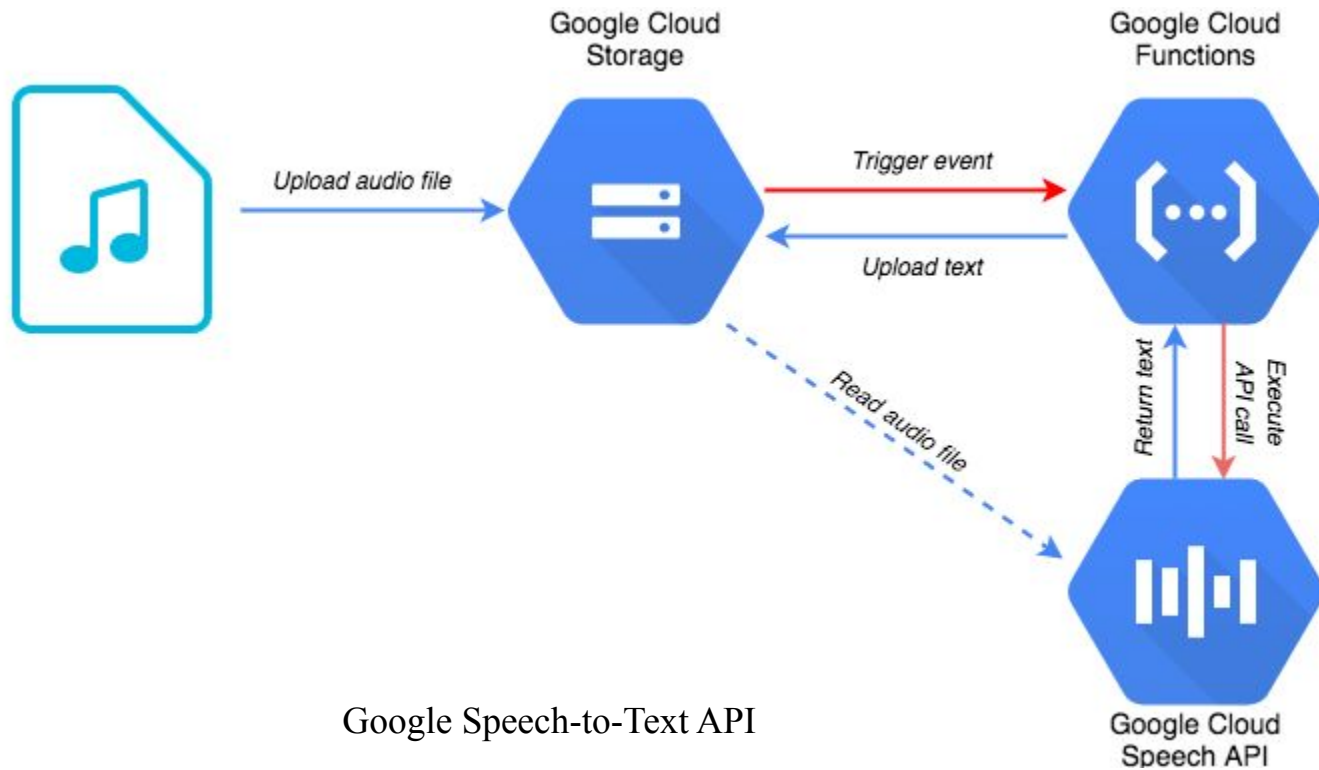 Google Cloud
Storage
Google Cloud
Functions
Upload audio file
Trigger event
Upload text
Read audio file
Return text
Execute
API call
Google Speech-to-Text API
Google Cloud
Speech API